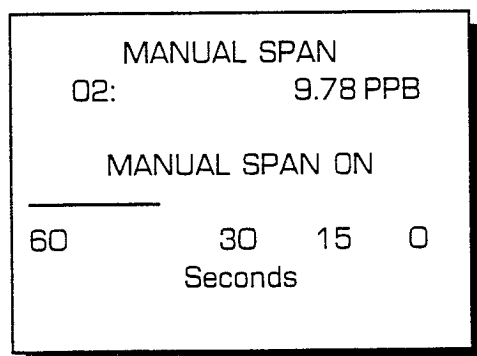 MANUAL SPAN
O2: 9.78 PPB
MANUAL SPAN ON
60 30 15 0
Seconds